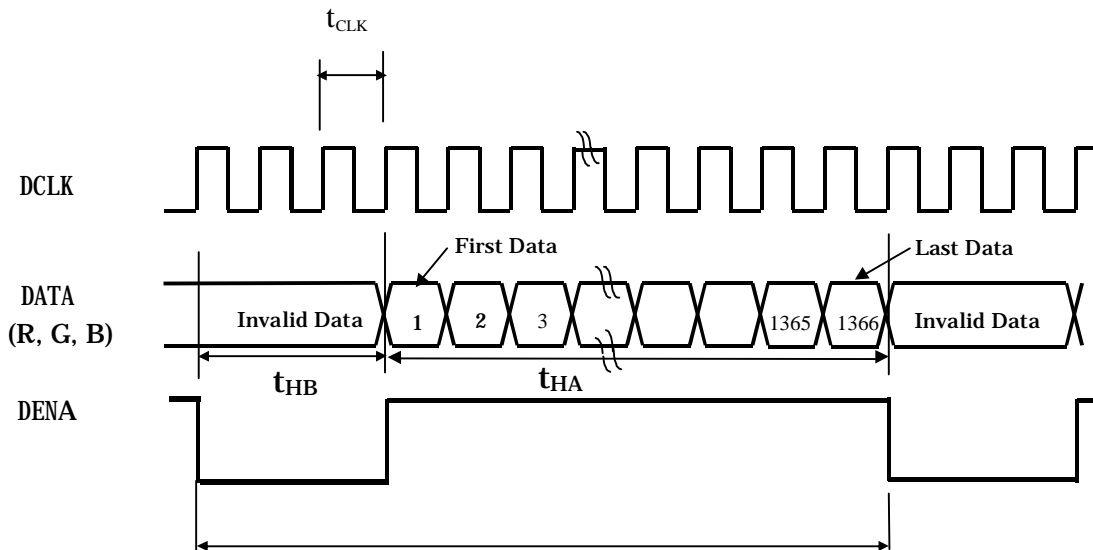 tCLK
DCLK
First Data
Last Data
DATA
(R, G, B)
Invalid Data 1 2 3 1365 1366 Invalid Data
tHB tHA
DENA